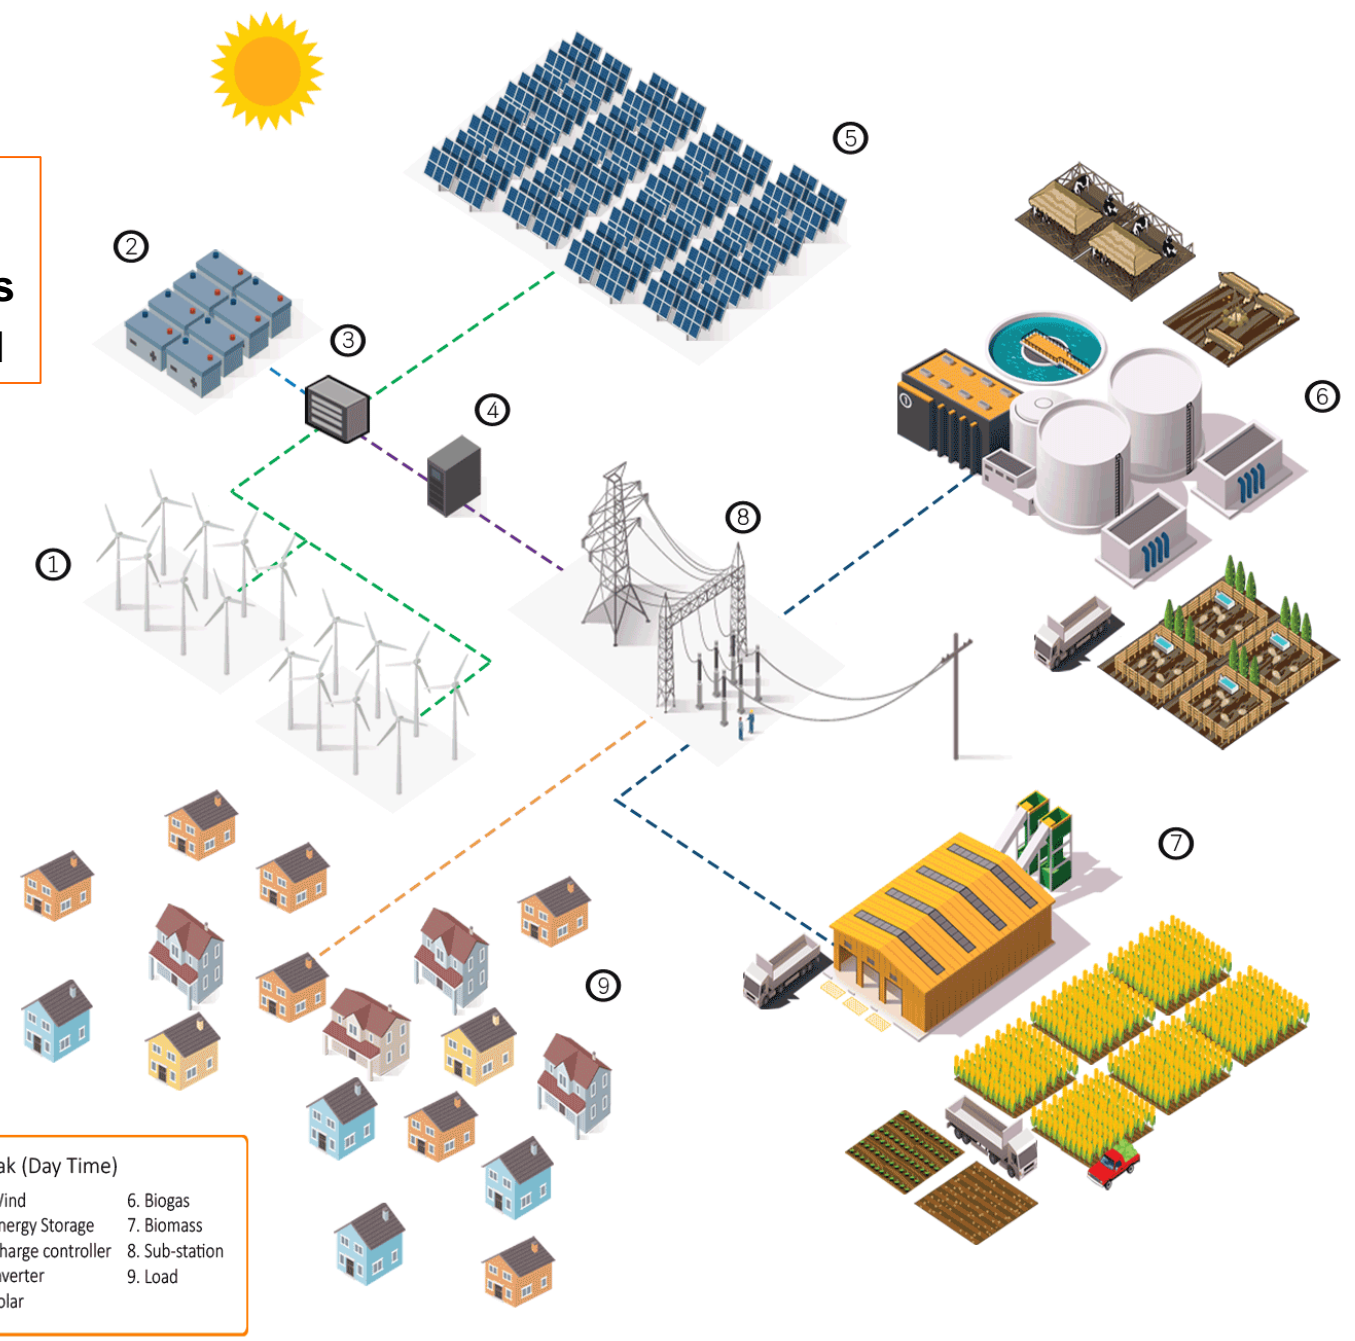 5
2
s
l
3
6
4
8
1
7
9
ak (Day Time)
Wind
nergy Storage
harge controller
verter
olar
6. Biogas
7. Biomass
8. Sub-station
9. Load